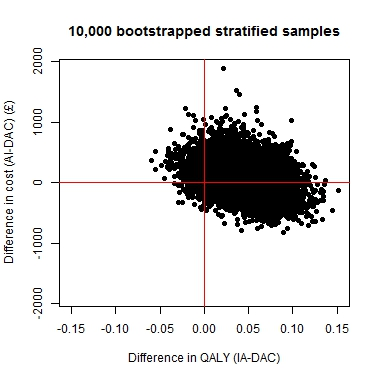 10,000 bootstrapped stratified samples
Difference in cost (AI-DAC) (£)
2000
1000
0
-1000
-2000
-0.15 -0.10 -0.05 0.00 0.05 0.10 0.15
Difference in QALY (IA-DAC)